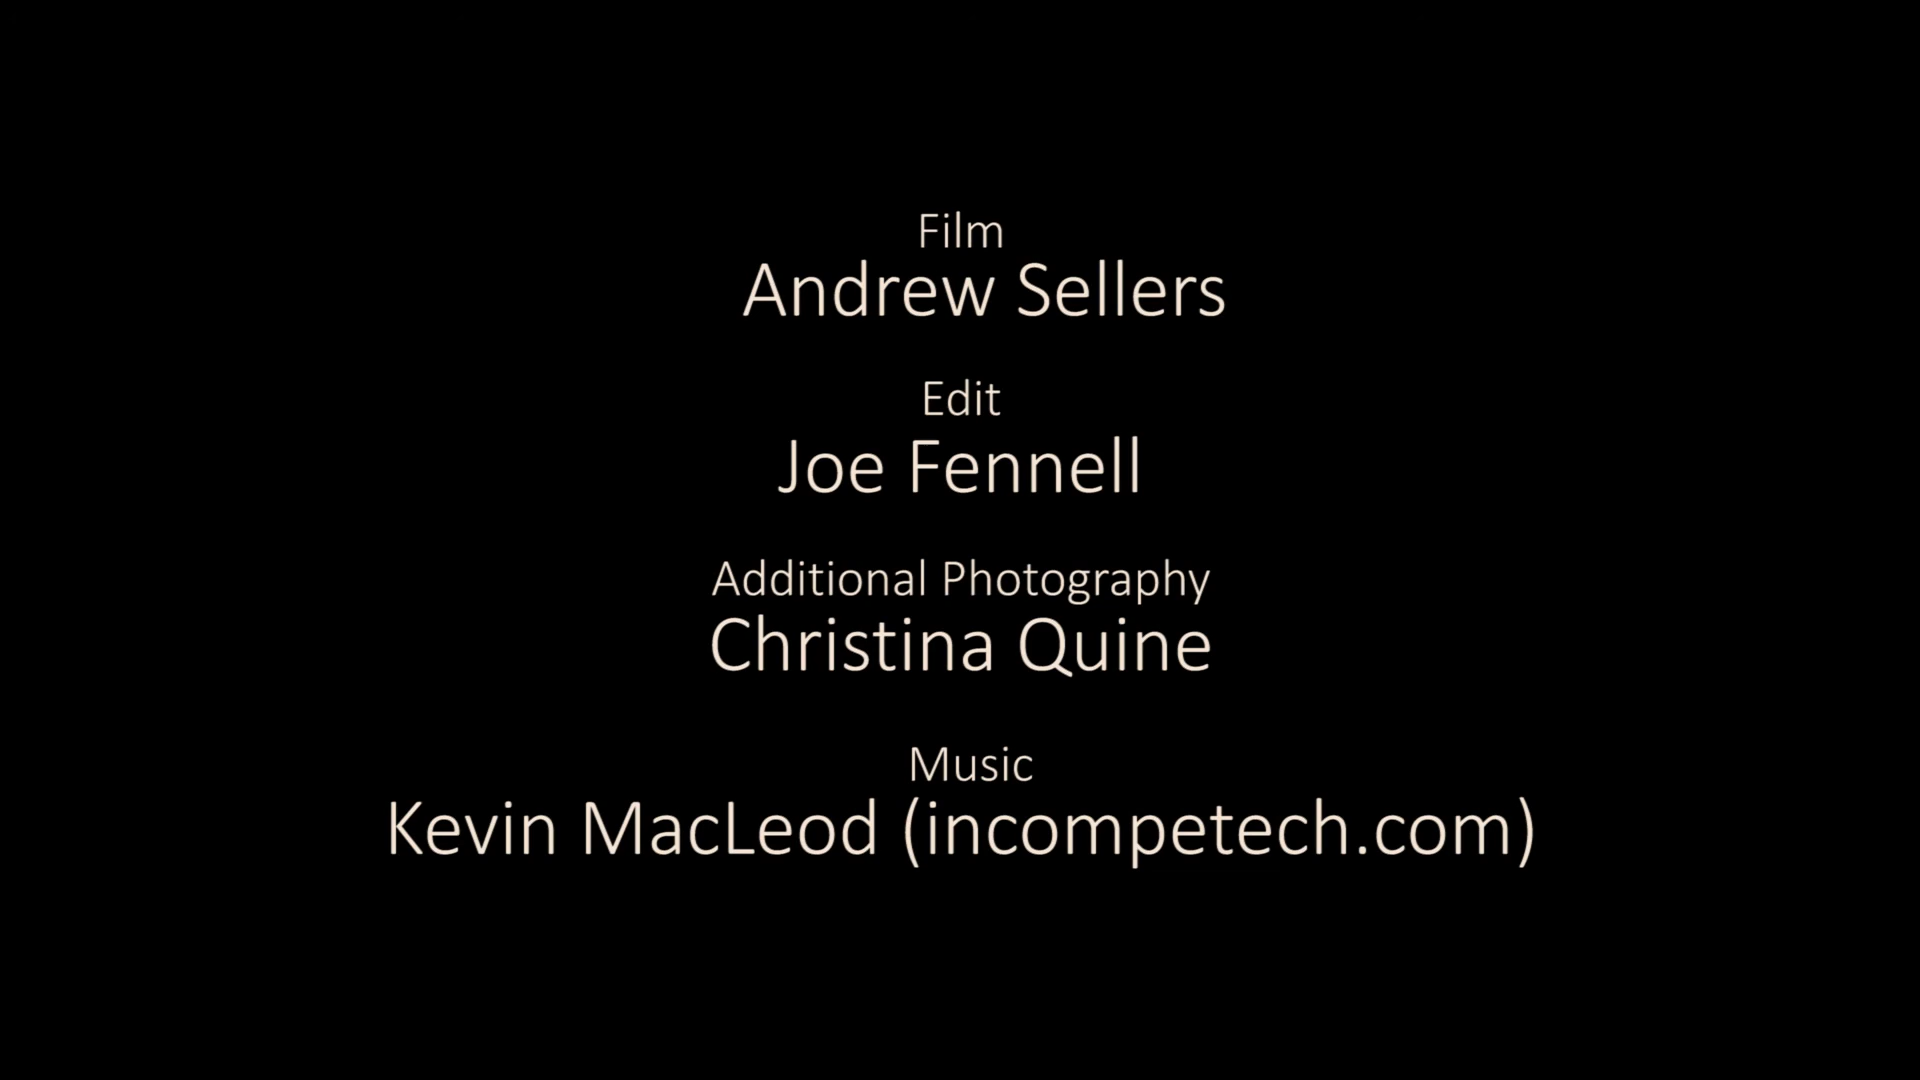 Film
Andrew Sellers
Edit
Joe Fennell
Additional Photography
Christina Quine
Music
Kevin MacLeod (incompetech.com)